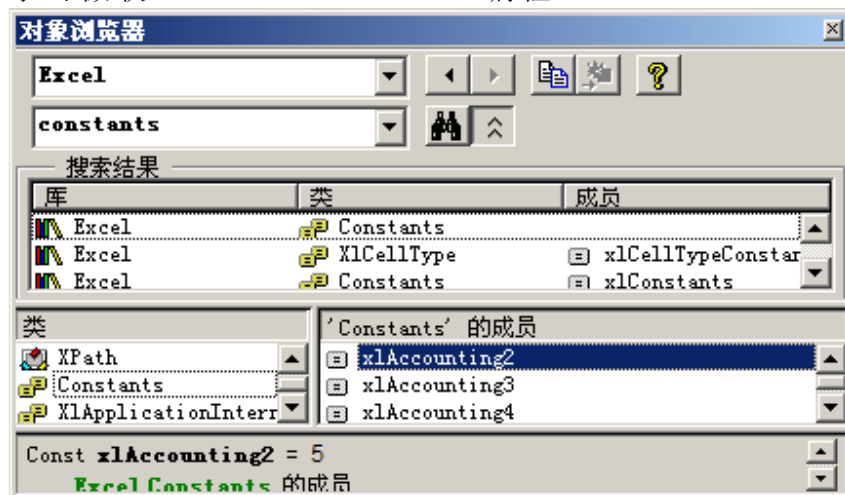 对象浏览器
Excel
constants
搜索结果
库 类 成员
Excel Constants
Excel XlCellType xlCellTypeConstar
Excel Constants xlConstants
类 'Constants' 的成员
XPath xlAccounting2
Constants xlAccounting3
XlApplicationInterr xlAccounting4
Const xlAccounting2 = 5
Excel.Constants 的成员